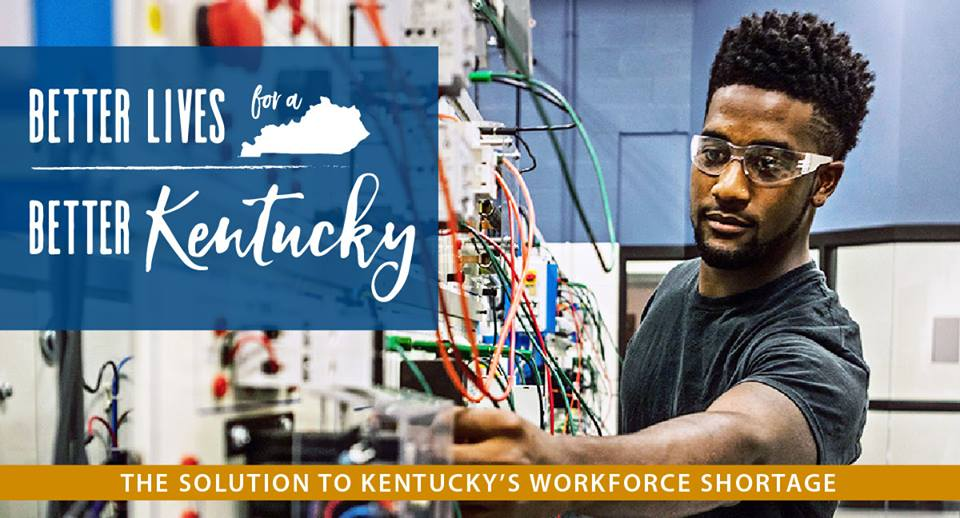 BETTER LIVES for a
BETTER Kentucky
THE SOLUTION TO KENTUCKY'S WORKFORCE SHORTAGE